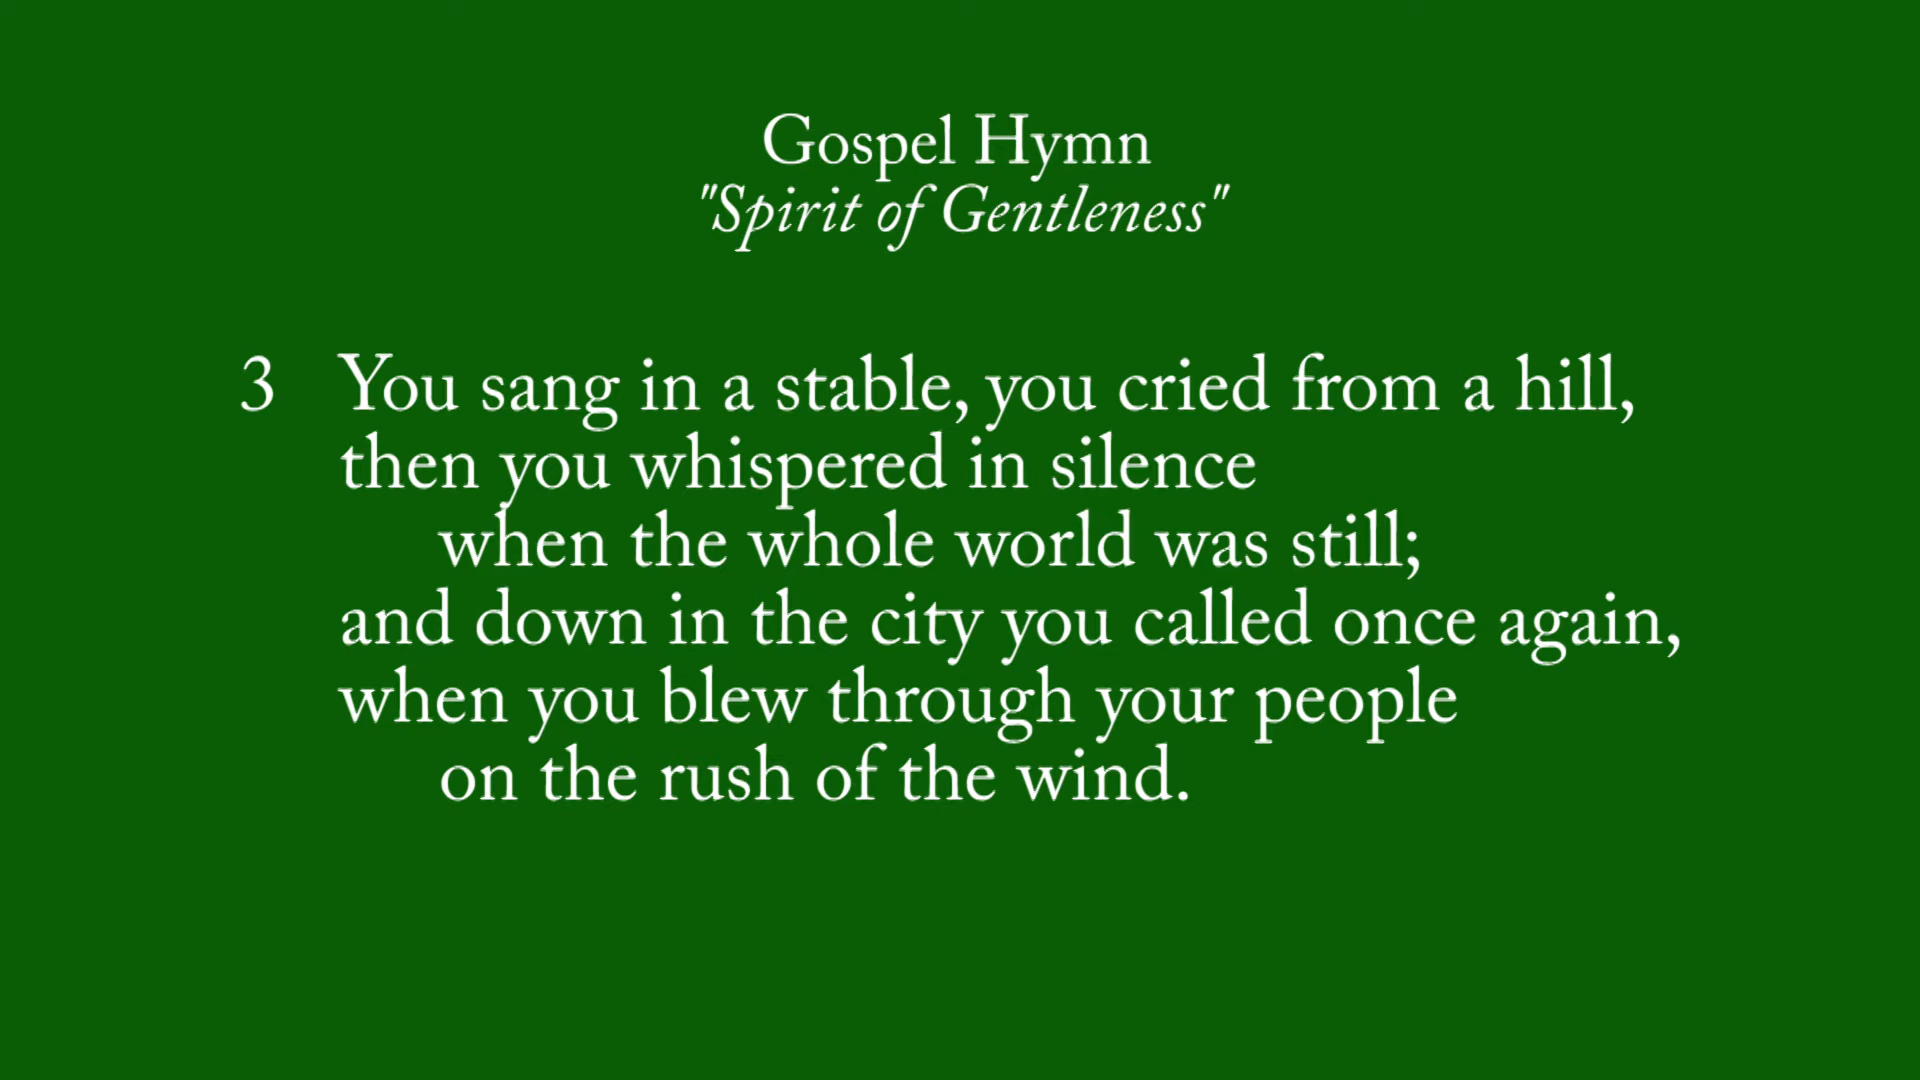 Gospel Hymn
"Spirit of Gentleness"
3 You sang in a stable, you cried from a hill,
then you whispered in silence
when the whole world was still;
and down in the city you called once again,
when you blew through your people
on the rush of the wind.